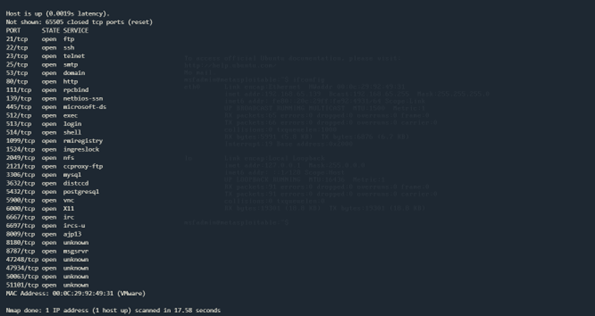 Host is up (0.0019s latency).
Not shown: 65505 closed tcp ports (reset)
PORT STATE SERVICE
21/tcp open ftp
22/tcp open ssh
23/tcp open telnet
25/tcp open smtp
53/tcp open domain
80/tcp open http
111/tcp open rpcbind
139/tcp open netbios-ssn
445/tcp open microsoft-ds
512/tcp open exec
513/tcp open login
514/tcp open shell
1099/tcp open rmiregistry
1524/tcp open ingreslock
2049/tcp open nfs
2121/tcp open ccproxy-ftp
3306/tcp open mysql
3632/tcp open distccd
5432/tcp open postgresql
5900/tcp open vnc
6000/tcp open X11
6667/tcp open irc
6697/tcp open ircs-u
8009/tcp open ajp13
8180/tcp open unknown
8787/tcp open msgsrvr
47248/tcp open unknown
47934/tcp open unknown
50063/tcp open unknown
51101/tcp open unknown
MAC Address: 00:0C:29:92:49:31 (VMware)
Nmap done: 1 IP address (1 host up) scanned in 17.58 seconds